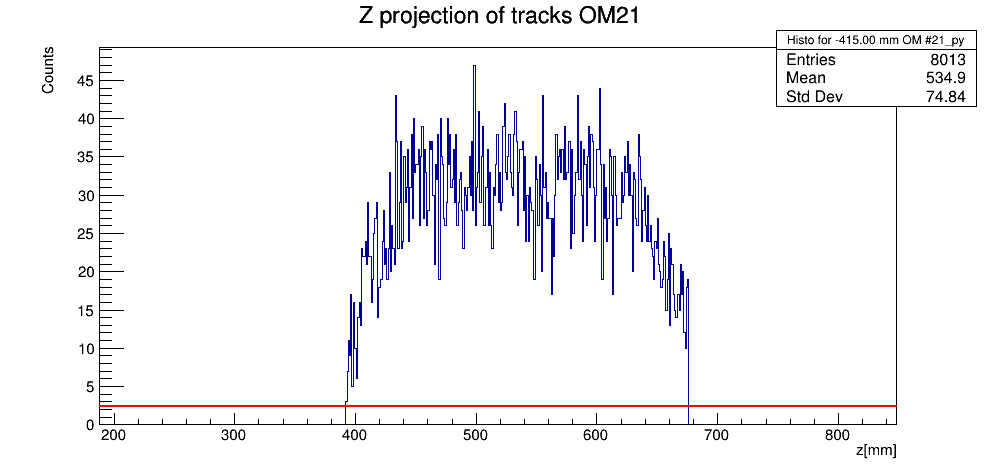 Z projection of tracks OM21
Histo for -415.00 mm OM #21_py
Entries 8013
Mean 534.9
Std Dev 74.84
Counts
45
40
35
30
25
20
15
10
5
0
200 300 400 500 600 700 800
z[mm]